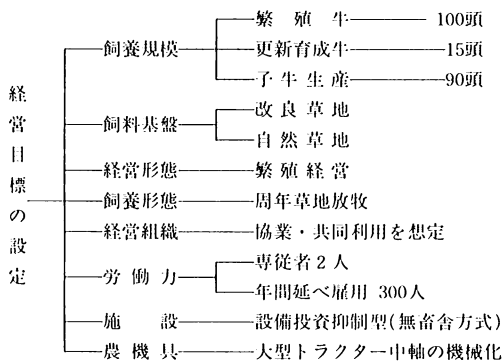 経営目標の設定
飼養規模
繁殖牛 100頭
更新育成牛 15頭
子牛生産 90頭
飼料基盤
改良草地
自然草地
経営形態 繁殖経営
飼養形態 周年草地放牧
経営組織 協業・共同利用を想定
労働力
専従者2人
年間延べ雇用 300人
施設 設備投資抑制型(無畜舎方式)
農機具 大型トラクター中軸の機械化